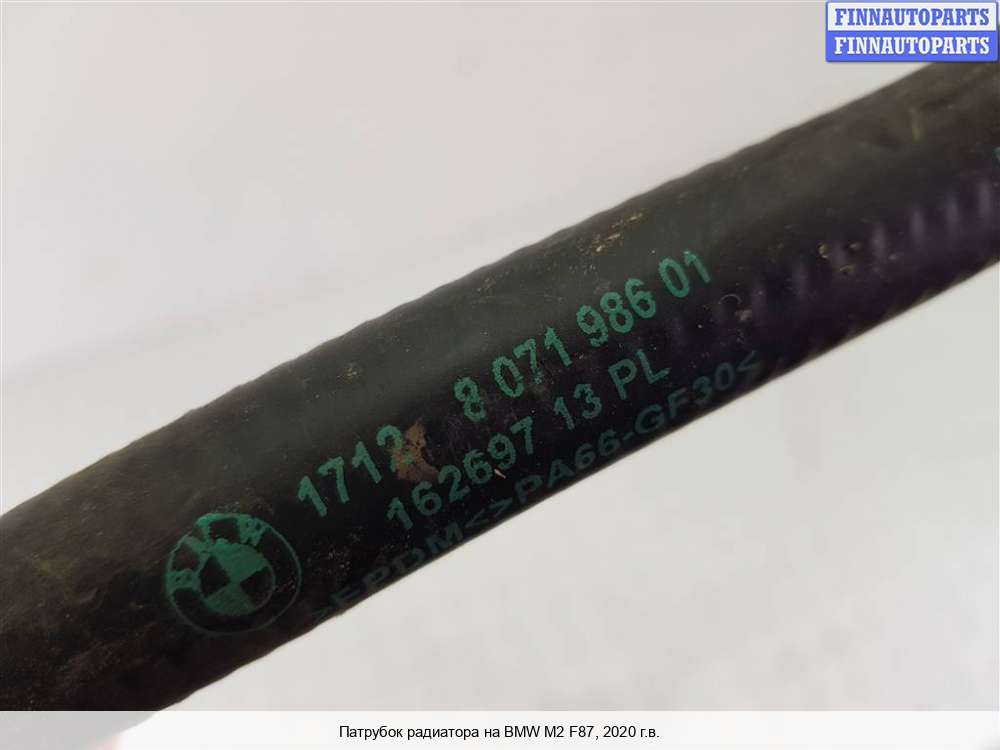 FINNAUTOPARTS
FINNAUTOPARTS
1712 8 071 986 01
162697 13 PL
BMW
>EPDM<>PA66-GF30<
Патрубок радиатора на BMW M2 F87, 2020 г.в.